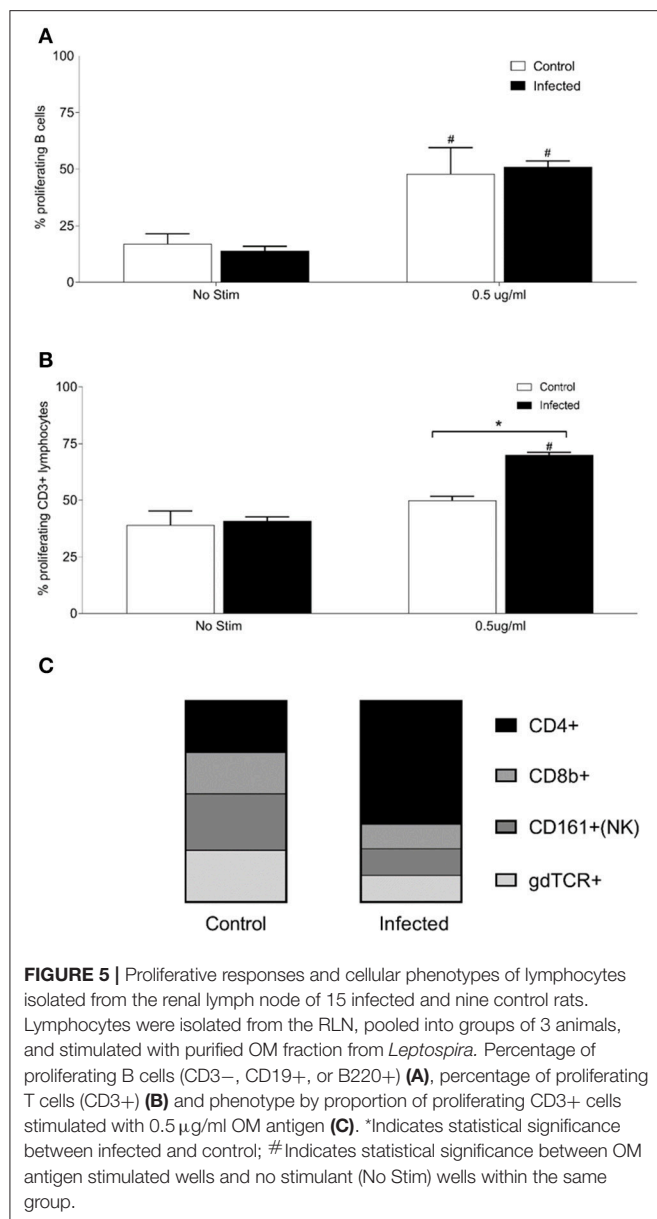 A
Control
Infected
100
75
50
25
0
% proliferating B cells
# #
No Stim 0.5 ug/ml
B
Control
Infected
100
75
50
25
0
% proliferating CD3+ lymphocytes
*
#
No Stim 0.5ug/ml
C
CD4+
CD8b+
CD161+(NK)
gdTCR+
Control Infected
FIGURE 5 | Proliferative responses and cellular phenotypes of lymphocytes
isolated from the renal lymph node of 15 infected and nine control rats.
Lymphocytes were isolated from the RLN, pooled into groups of 3 animals,
and stimulated with purified OM fraction from Leptospira. Percentage of
proliferating B cells (CD3−, CD19+, or B220+) (A), percentage of proliferating
T cells (CD3+) (B) and phenotype by proportion of proliferating CD3+ cells
stimulated with 0.5 μg/ml OM antigen (C). *Indicates statistical significance
between infected and control; #Indicates statistical significance between OM
antigen stimulated wells and no stimulant (No Stim) wells within the same
group.